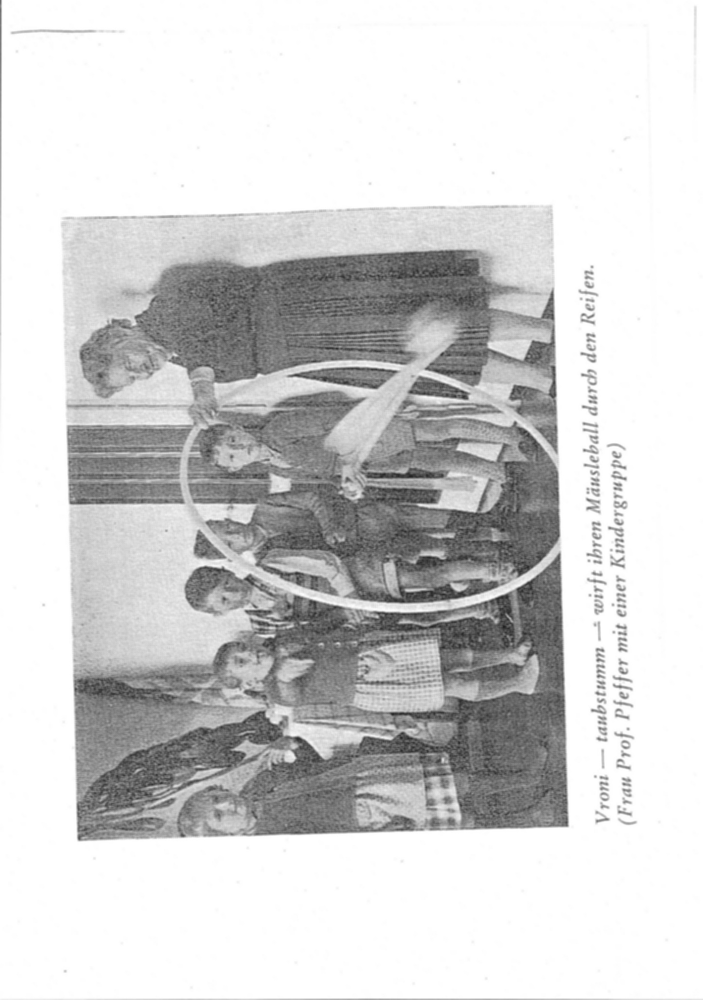 Vroni — taubstumm — wirft ihren Mäusleball durch den Reifen.
(Frau Prof. Pfeffer mit einer Kindergruppe)